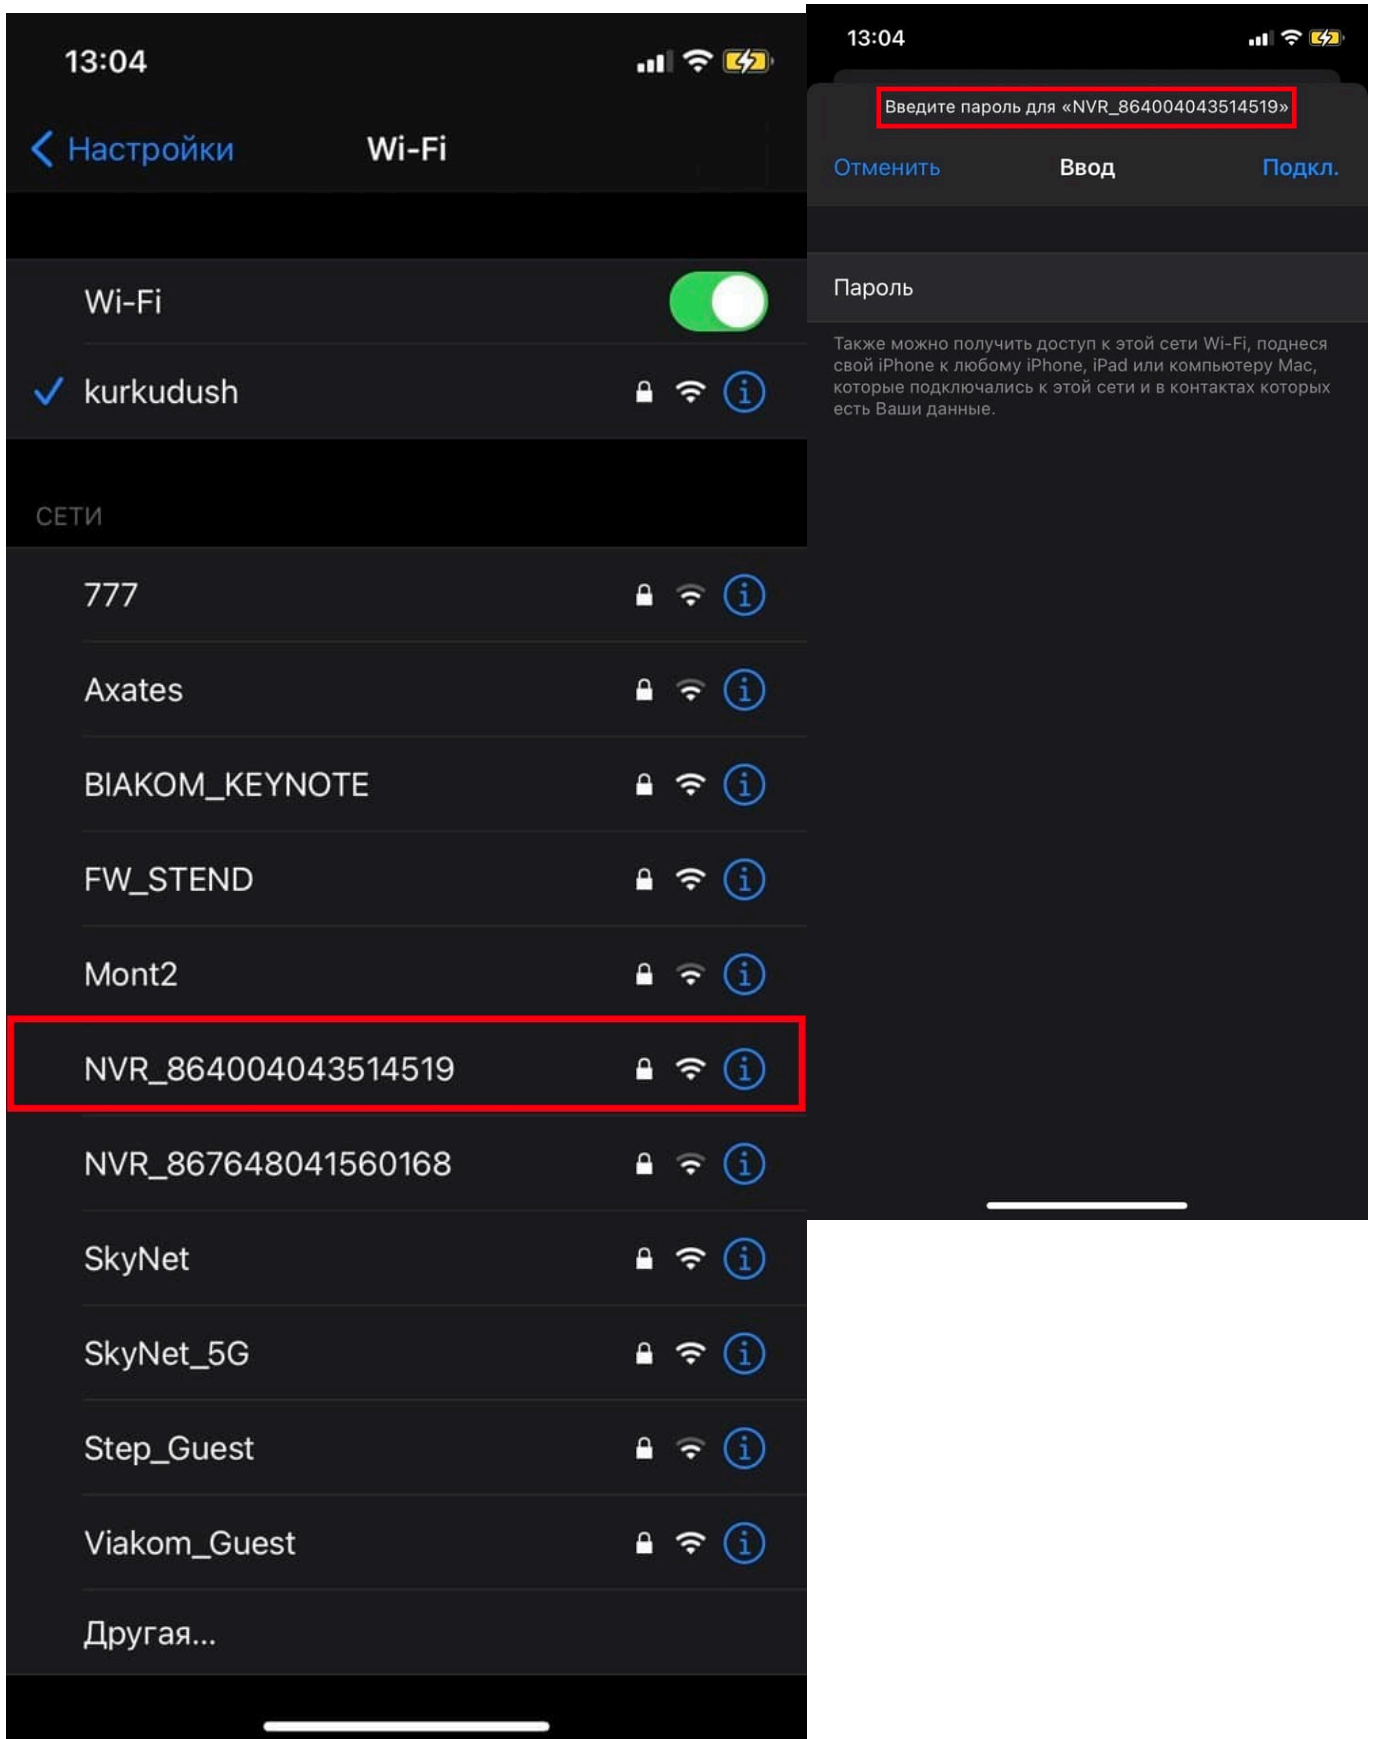 13:04
Настройки
Wi-Fi
Wi-Fi
kurkudush
СЕТИ
777
Axates
BIAKOM_KEYNOTE
FW_STEND
Mont2
NVR_864004043514519
NVR_867648041560168
SkyNet
SkyNet_5G
Step_Guest
Viakom_Guest
Другая...
13:04
Введите пароль для «NVR_864004043514519»
Отменить
Ввод
Подкл.
Пароль
Также можно получить доступ к этой сети Wi-Fi, поднеся
свой iPhone к любому iPhone, iPad или компьютеру Mac,
которые подключались к этой сети и в контактах которых
есть Ваши данные.